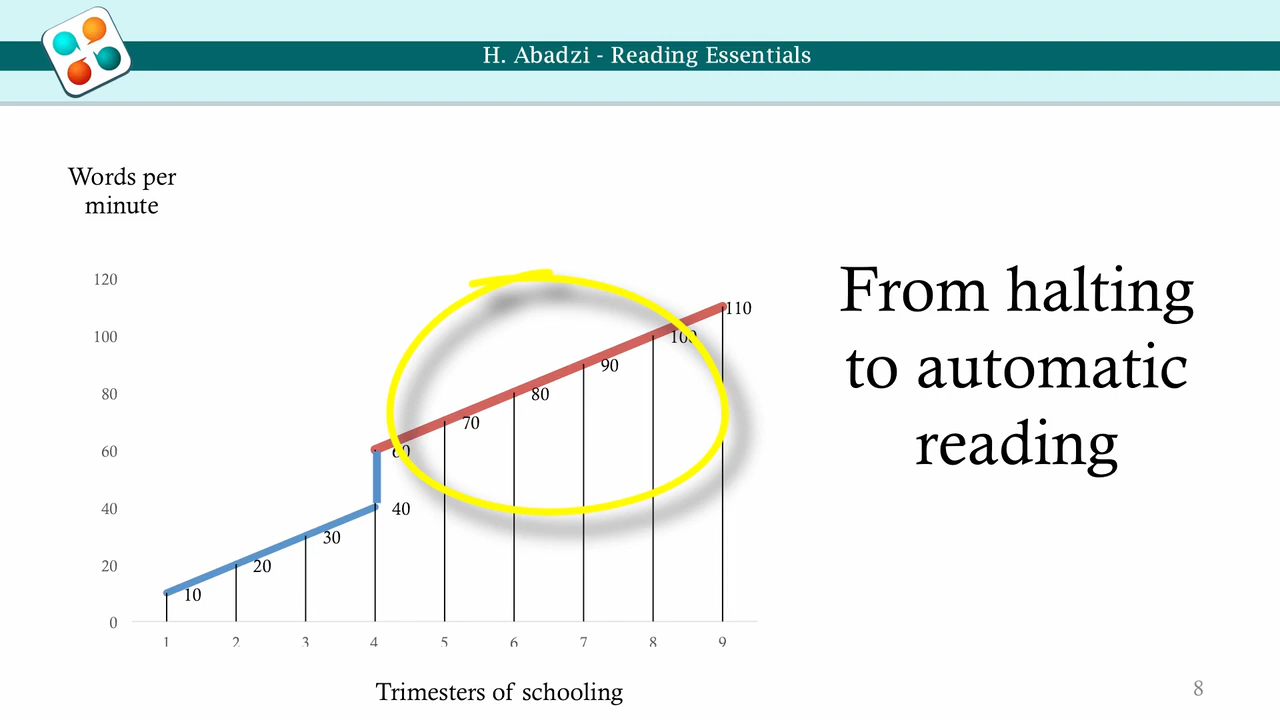 H. Abadzi - Reading Essentials
Words per
minute
120
100
80
60
40
20
0
110
100
90
80
70
60
40
30
20
10
1 2 3 4 5 6 7 8 9
Trimesters of schooling
From halting
to automatic
reading
8